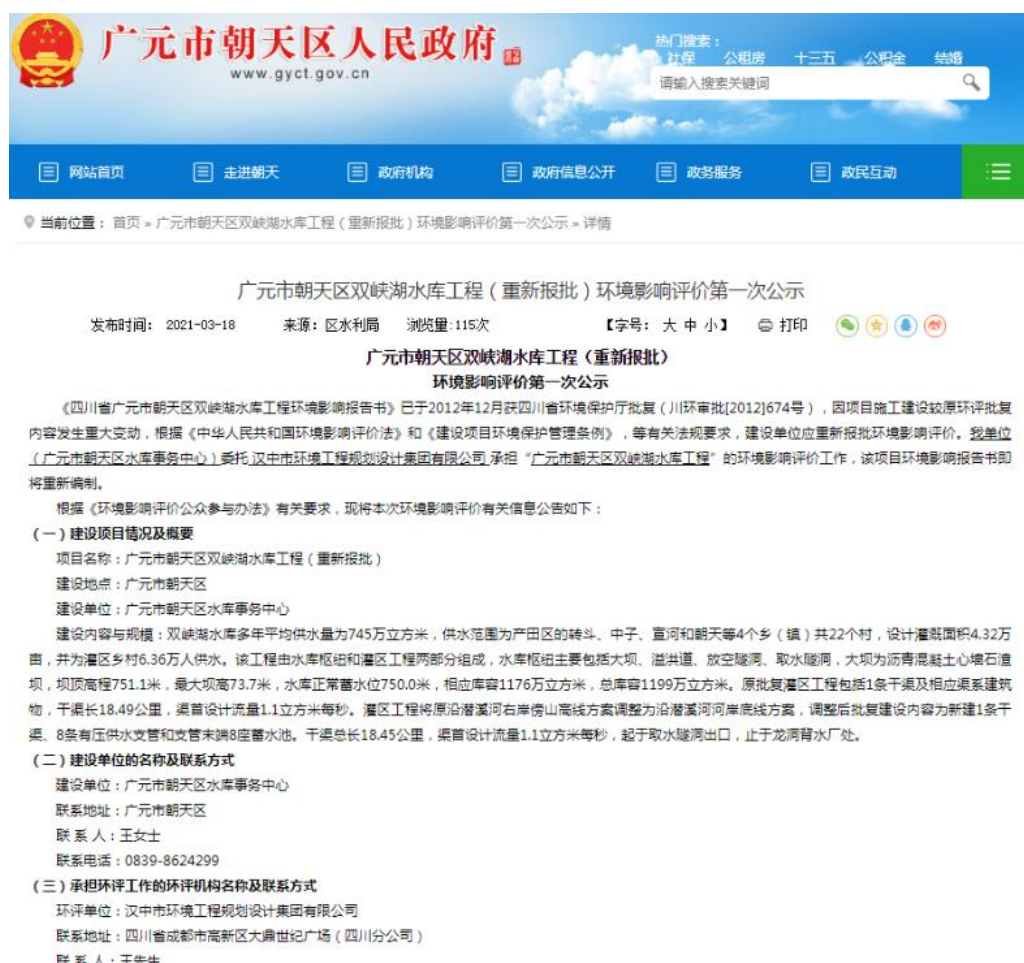 广元市朝天区人民政府
www.gyct.gov.cn
热门搜索：
社保 公租房 十三五 公积金 结婚
请输入搜索关键词
网站首页 走进朝天 政府机构 政府信息公开 政务服务 政民互动
当前位置： 首页 » 广元市朝天区双峡湖水库工程（重新报批）环境影响评价第一次公示 » 详情
广元市朝天区双峡湖水库工程（重新报批）环境影响评价第一次公示
发布时间： 2021-03-18 来源：区水利局 浏览量:115次 【字号： 大 中 小】 打印
广元市朝天区双峡湖水库工程（重新报批）
环境影响评价第一次公示
《四川省广元市朝天区双峡湖水库工程环境影响报告书》已于2012年12月获四川省环境保护厅批复（川环审批[2012]674号），因项目施工建设较原环评批复
内容发生重大变动，根据《中华人民共和国环境影响评价法》和《建设项目环境保护管理条例》，等有关法规要求，建设单位应重新报批环境影响评价。我单位
（广元市朝天区水库事务中心）委托 汉中市环境工程规划设计集团有限公司 承担“广元市朝天区双峡湖水库工程”的环境影响评价工作，该项目环境影响报告书即
将重新编制。
根据《环境影响评价公众参与办法》有关要求，现将本次环境影响评价有关信息公告如下：
（一）建设项目情况及概要
项目名称：广元市朝天区双峡湖水库工程（重新报批）
建设地点：广元市朝天区
建设单位：广元市朝天区水库事务中心
建设内容与规模：双峡湖水库多年平均供水量为745万立方米，供水范围为产田区的转斗、中子、宣河和朝天等4个乡（镇）共22个村，设计灌溉面积4.32万
亩，并为灌区乡村6.36万人供水。该工程由水库枢纽和灌区工程两部分组成，水库枢纽主要包括大坝、溢洪道、放空隧洞、取水隧洞，大坝为沥青混凝土心墙石渣
坝，坝顶高程751.1米，最大坝高73.7米，水库正常蓄水位750.0米，相应库容1176万立方米，总库容1199万立方米。原批复灌区工程包括1条干渠及相应渠系建筑
物，干渠长18.49公里，渠首设计流量1.1立方米每秒。灌区工程将原沿潜溪河右岸傍山高线方案调整为沿潜溪河河岸底线方案，调整后批复建设内容为新建1条干
渠、8条有压供水支管和支管末端8座蓄水池。干渠总长18.45公里，渠首设计流量1.1立方米每秒，起于取水隧洞出口，止于龙洞背水厂处。
（二）建设单位的名称及联系方式
建设单位：广元市朝天区水库事务中心
联系地址：广元市朝天区
联 系 人：王女士
联系电话：0839-8624299
（三）承担环评工作的环评机构名称及联系方式
环评单位：汉中市环境工程规划设计集团有限公司
联系地址：四川省成都市高新区大鼎世纪广场（四川分公司）
联 系 人：王先生